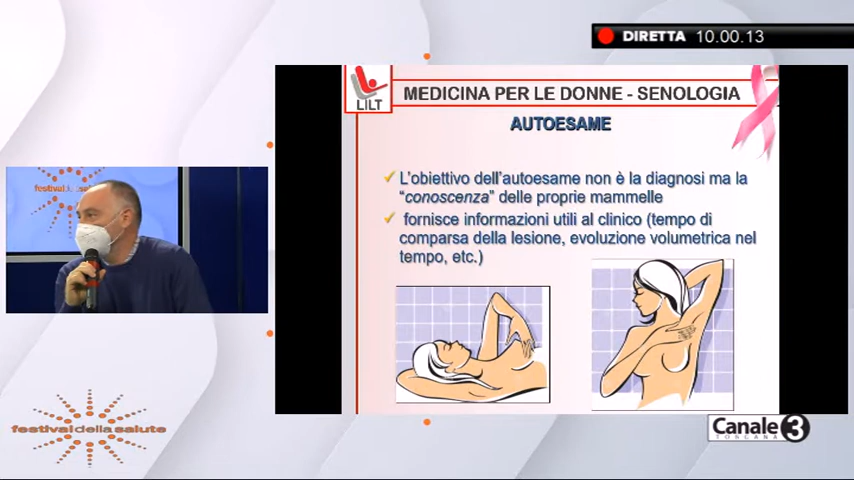 DIRETTA 10.00.13
LILT
MEDICINA PER LE DONNE - SENOLOGIA
AUTOESAME
L'obiettivo dell'autoesame non è la diagnosi ma la
"conoscenza" delle proprie mammelle
fornisce informazioni utili al clinico (tempo di
comparsa della lesione, evoluzione volumetrica nel
tempo, etc.)
festival della salute
festivaldellasalute
Canale 3
TOSCANA